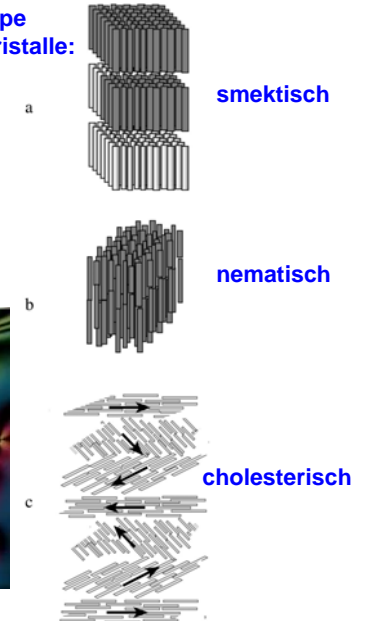 pe
ristalle:
a
smektisch
nematisch
b
cholesterisch
c